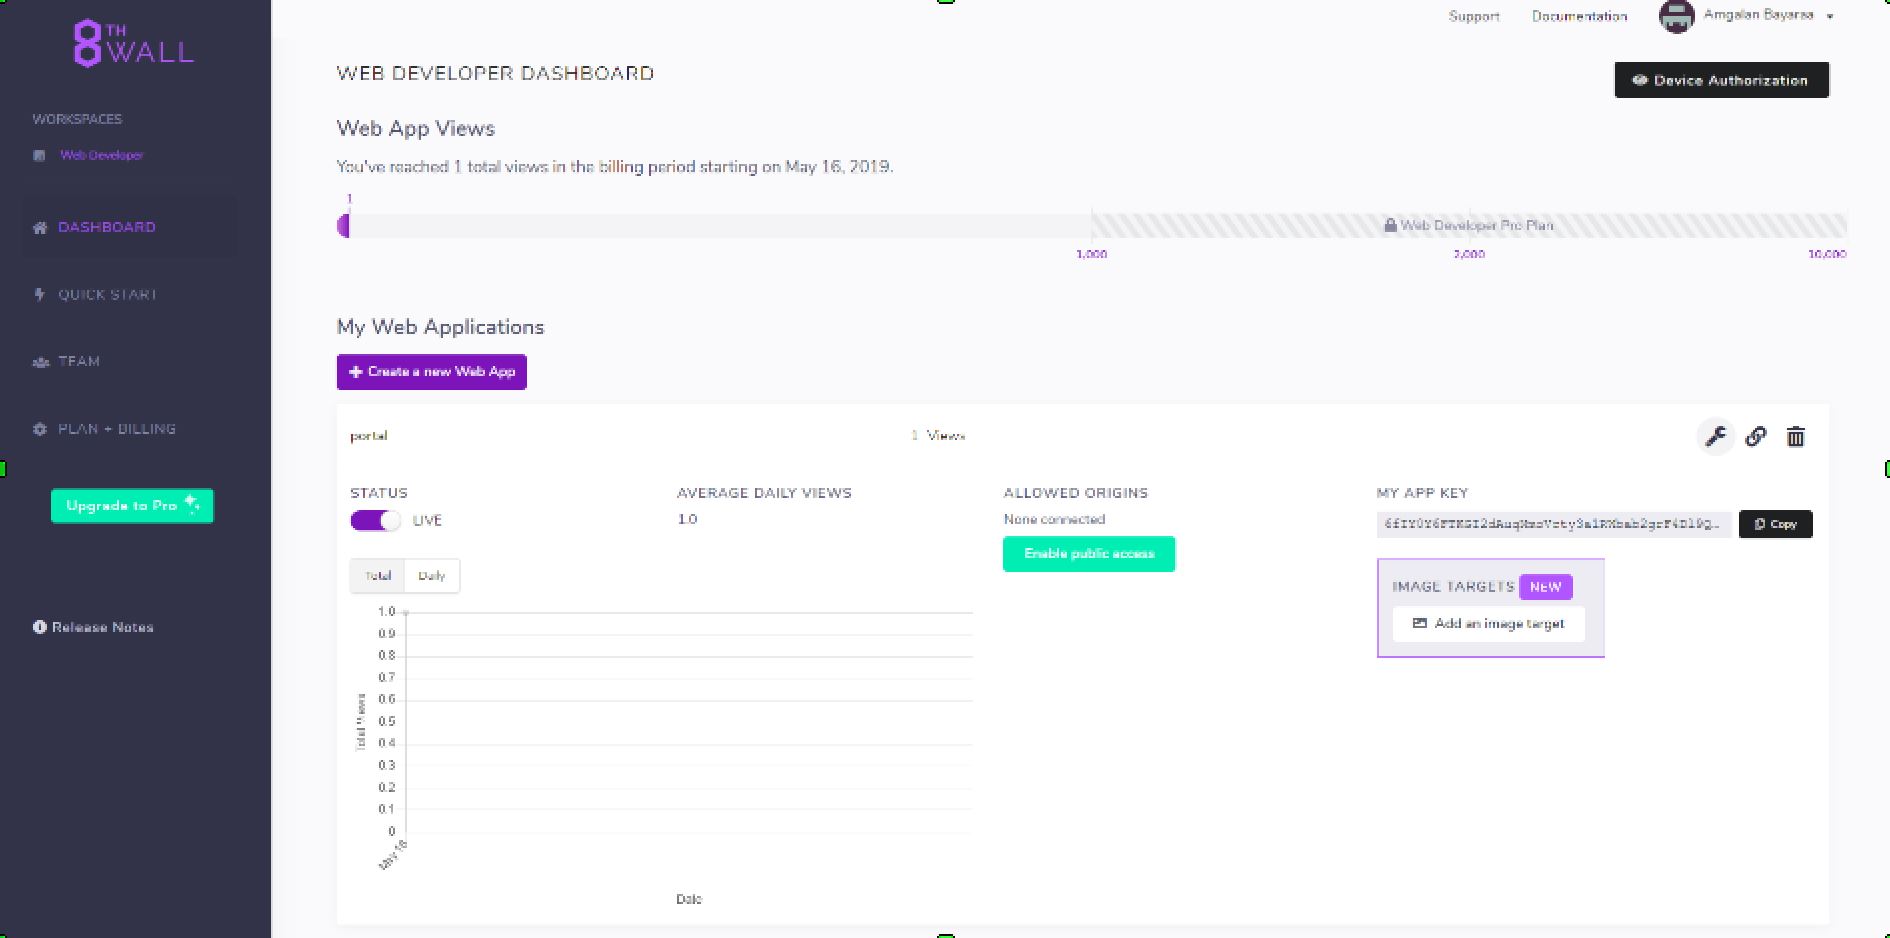 8TH WALL
Support Documentation Amgalan Bayaraa
WORKSPACES
Web Developer
DASHBOARD
QUICK START
TEAM
PLAN + BILLING
Upgrade to Pro
Release Notes
WEB DEVELOPER DASHBOARD
Device Authorization
Web App Views
You've reached 1 total views in the billing period starting on May 16, 2019.
1
Web Developer Pro Plan
1,000 2,000 10,000
My Web Applications
Create a new Web App
portal 1 Views
STATUS
LIVE
AVERAGE DAILY VIEWS
1.0
ALLOWED ORIGINS
None connected
Enable public access
MY APP KEY
Copy
IMAGE TARGETS NEW
Add an image target
Total Daily
1.0
0.9
0.8
0.7
0.6
0.5
0.4
0.3
0.2
0.1
0
Total Views
May 16
Date